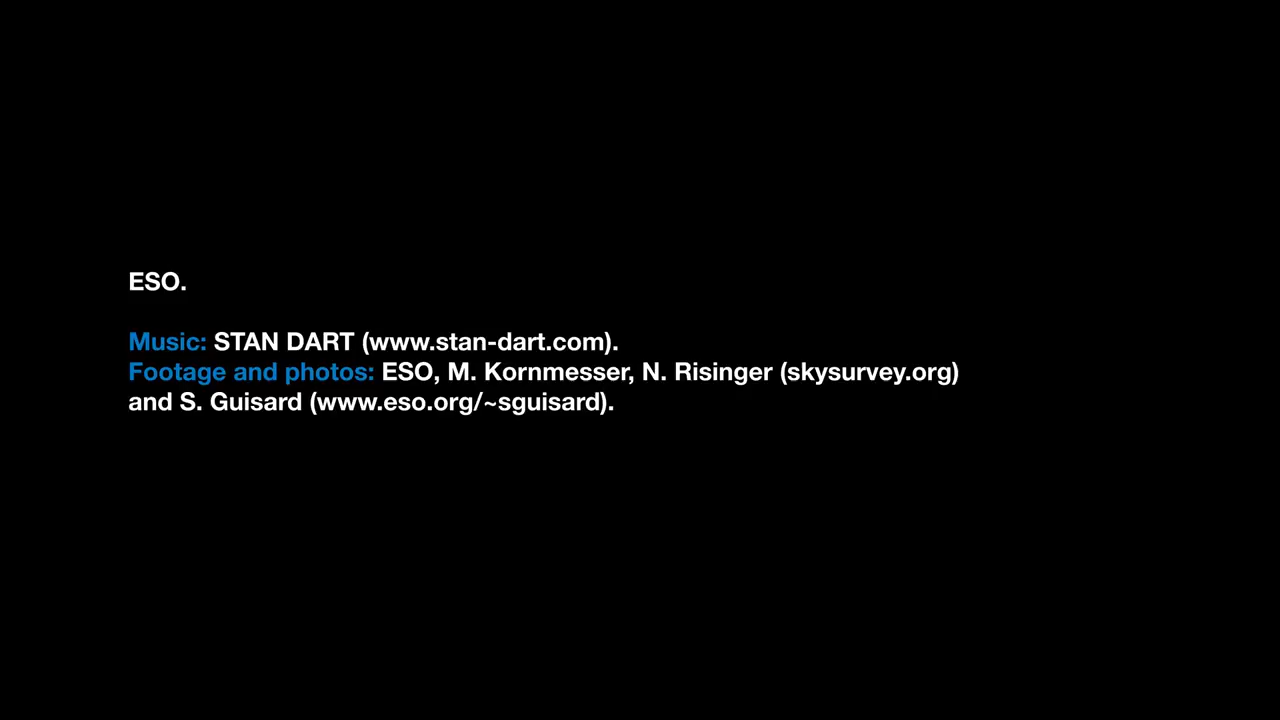 ESO.
Music: STAN DART (www.stan-dart.com).
Footage and photos: ESO, M. Kornmesser, N. Risinger (skysurvey.org)
and S. Guisard (www.eso.org/~sguisard).